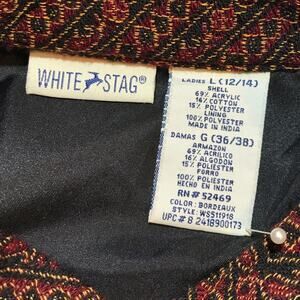 WHITE STAG®
LADIES L (12/14)
SHELL
69% ACRYLIC
16% COTTON
15% POLYESTER
LINING
100% POLYESTER
MADE IN INDIA
DAMAS G (36/38)
ARMAZON
69% ACRILICO
16% ALGODON
15% POLIESTER
FORRO
100% POLIESTER
HECHO EN INDIA
RN# 52469
COLOR: BORDEAUX
STYLE: WS511918
UPC# 8 2418900173